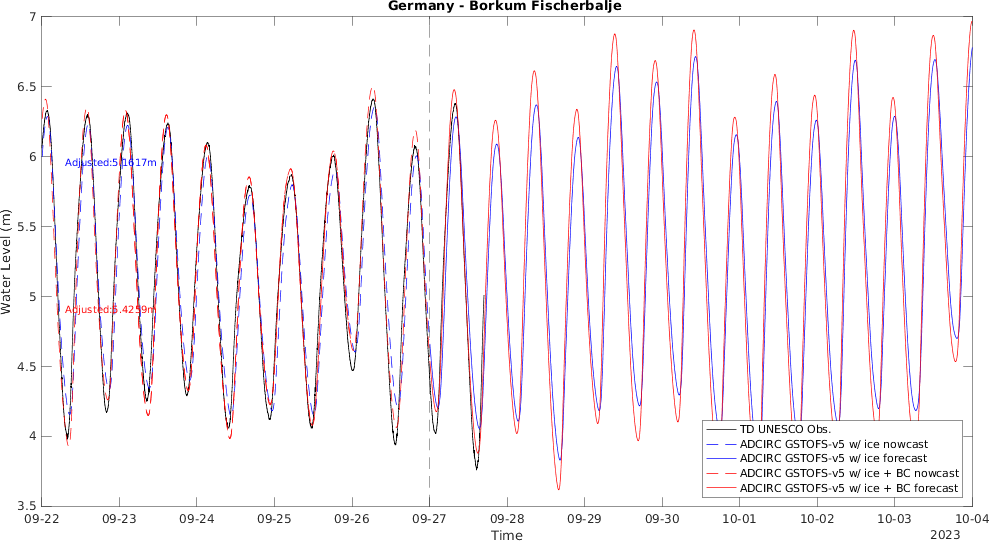 Germany - Borkum Fischerbalje
7
6.5
6
5.5
5
4.5
4
3.5
Water Level (m)
Adjusted:5.1617m
Adjusted:5.4259m
TD UNESCO Obs.
ADCIRC GSTOFS-v5 w/ ice nowcast
ADCIRC GSTOFS-v5 w/ ice forecast
ADCIRC GSTOFS-v5 w/ ice + BC nowcast
ADCIRC GSTOFS-v5 w/ ice + BC forecast
09-22 09-23 09-24 09-25 09-26 09-27 09-28 09-29 09-30 10-01 10-02 10-03 10-04
Time
2023